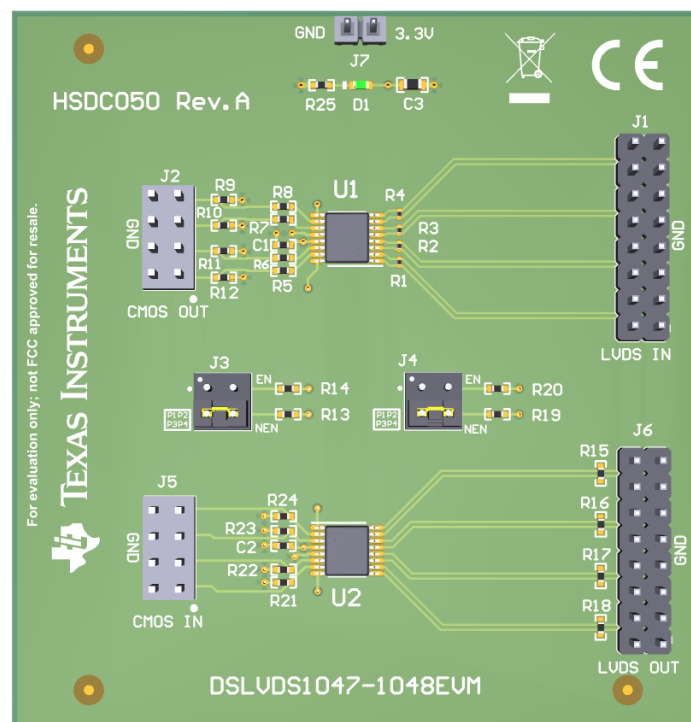 GND 3.3V
J7
R25 D1 C3
CE
HSDC050 Rev.A
For evaluation only; not FCC approved for resale.
TEXAS INSTRUMENTS
J2
GND
CMOS OUT
R9
R10
R11
R12
R8
R7
C1
R6
R5
U1
R4
R3
R2
R1
J1
GND
LVDS IN
J3
EN
NEN
P1P2
P3P4
R14
R13
J4
EN
NEN
P1P2
P3P4
R20
R19
J5
GND
CMOS IN
R24
R23
C2
R22
R21
U2
R15
R16
R17
R18
J6
GND
LVDS OUT
DSLVDS1047-1048EVM